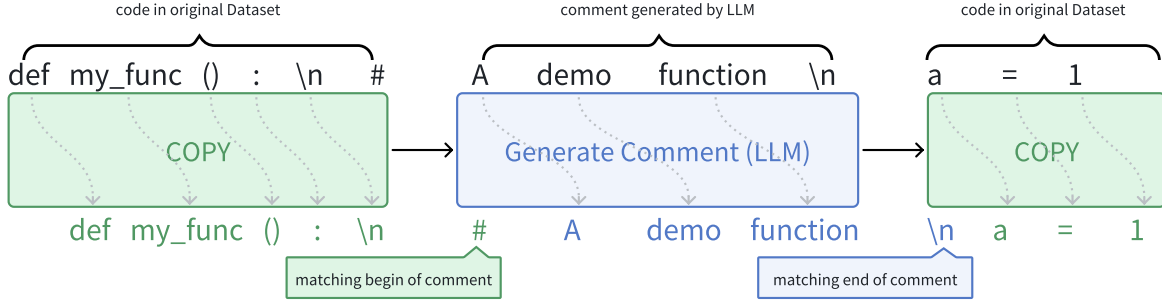 code in original Dataset comment generated by LLM code in original Dataset
def my_func () : \n # A demo function \n a = 1
COPY Generate Comment (LLM) COPY
def my_func () : \n # A demo function \n a = 1
matching begin of comment matching end of comment